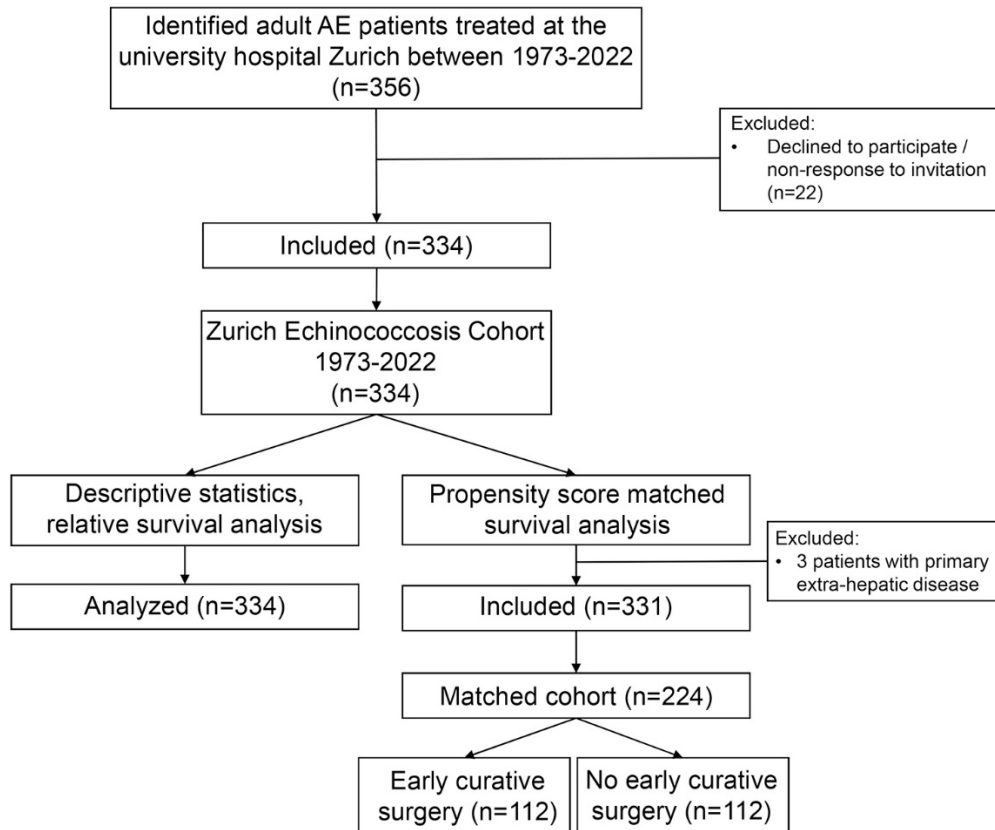 Identified adult AE patients treated at the
university hospital Zurich between 1973-2022
(n=356)
Excluded:
• Declined to participate /
non-response to invitation
(n=22)
Included (n=334)
Zurich Echinococcosis Cohort
1973-2022
(n=334)
Descriptive statistics,
relative survival analysis
Propensity score matched
survival analysis
Excluded:
• 3 patients with primary
extra-hepatic disease
Analyzed (n=334)
Included (n=331)
Matched cohort (n=224)
Early curative
surgery (n=112)
No early curative
surgery (n=112)